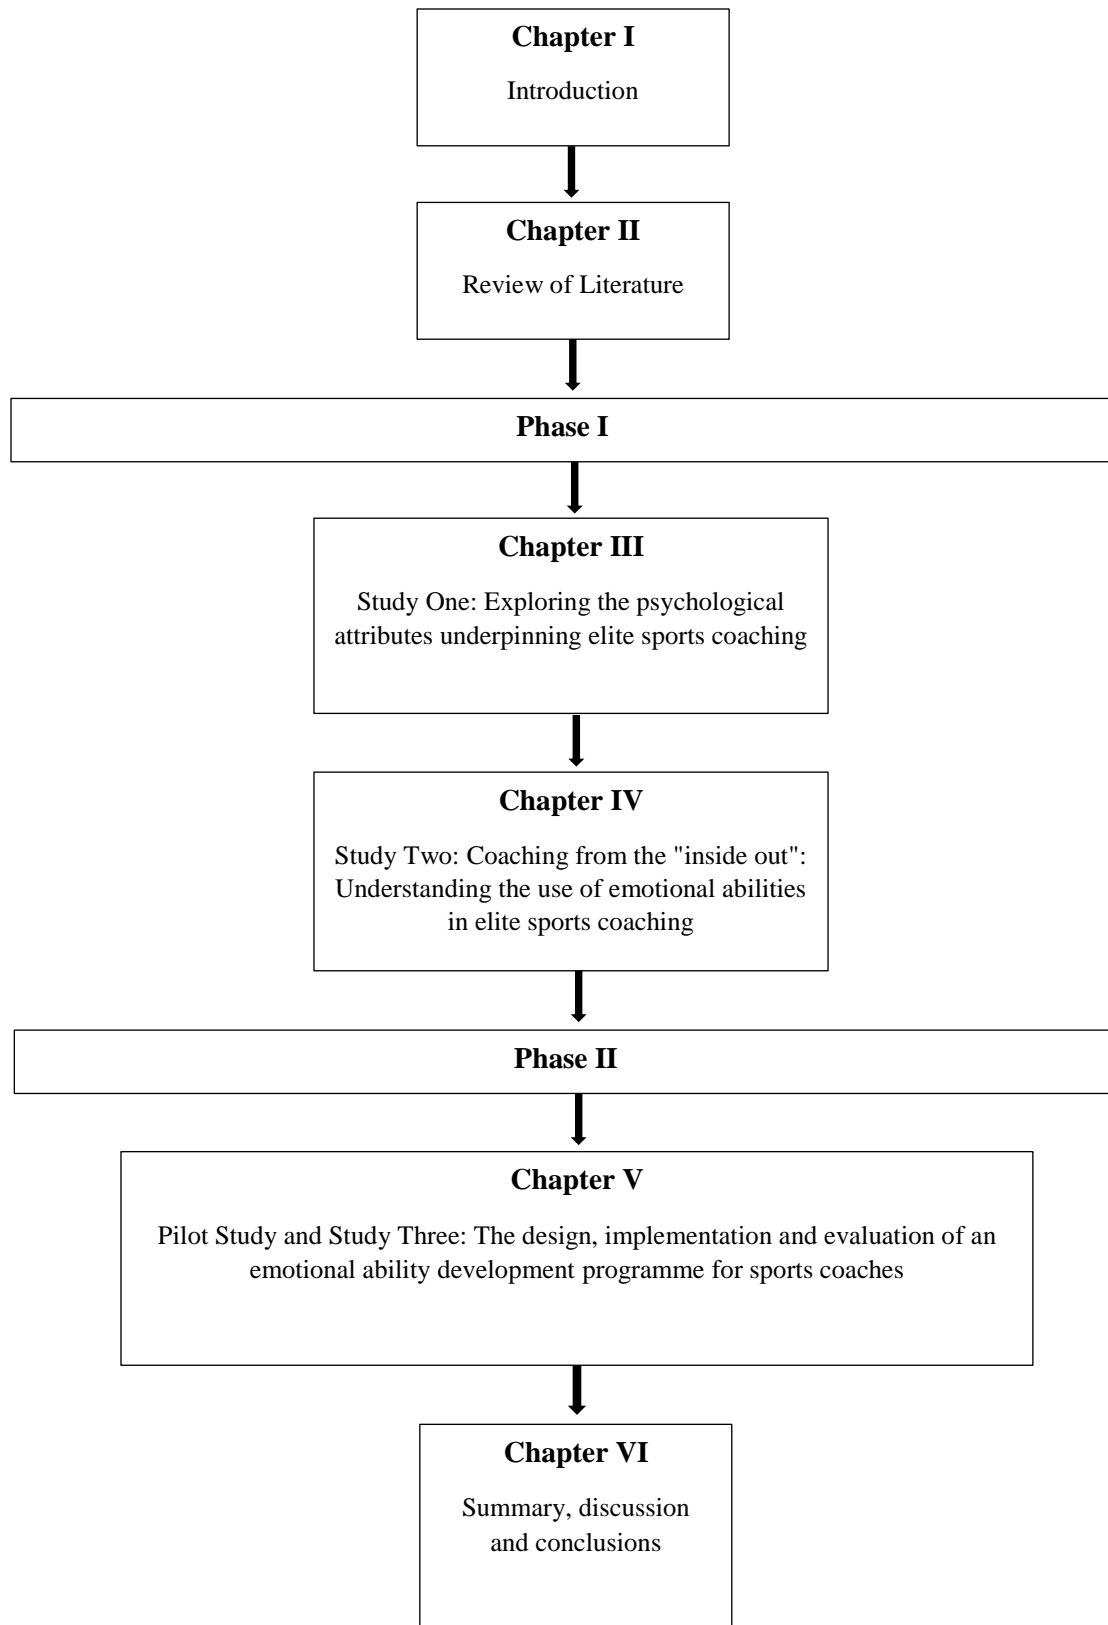 Chapter I
Introduction
Chapter II
Review of Literature
Phase I
Chapter III
Study One: Exploring the psychological
attributes underpinning elite sports coaching
Chapter IV
Study Two: Coaching from the "inside out":
Understanding the use of emotional abilities
in elite sports coaching
Phase II
Chapter V
Pilot Study and Study Three: The design, implementation and evaluation of an
emotional ability development programme for sports coaches
Chapter VI
Summary, discussion
and conclusions